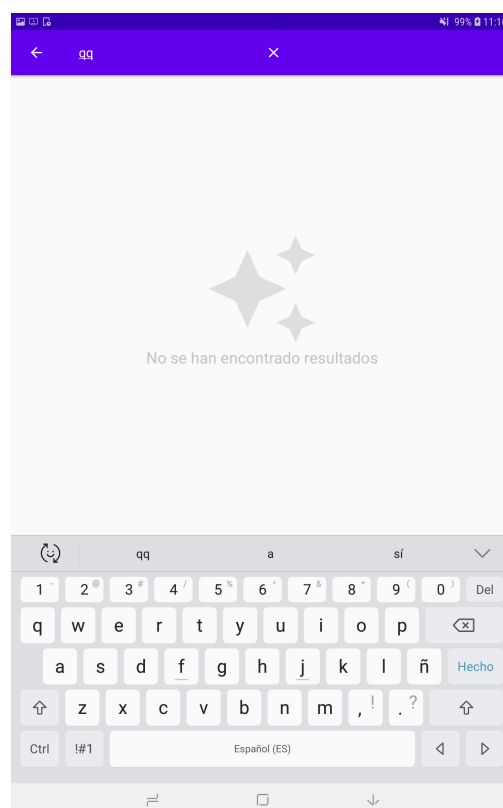 99% 11:1
qq
No se han encontrado resultados
qq a sí
1 ~ 2 @ 3 # 4 / 5 % 6 ^ 7 & 8 * 9 ( 0 ) Del
q w e r t y u i o p
a s d f g h j k l ñ Hecho
z x c v b n m , ! . ?
Ctrl !#1 Español (ES)